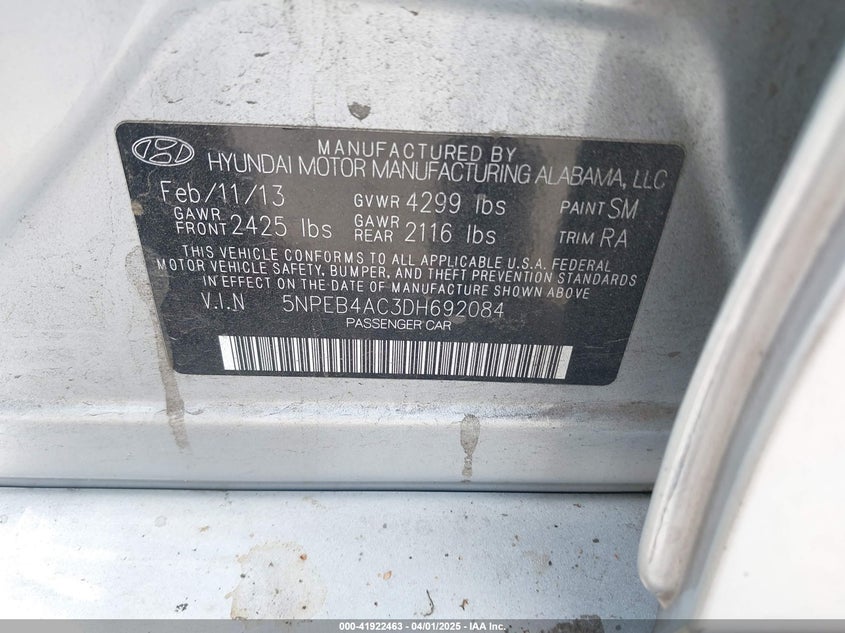 MANUFACTURED BY
HYUNDAI MOTOR MANUFACTURING ALABAMA, LLC
Feb/11/13 GVWR 4299 lbs PAINT SM
GAWR FRONT 2425 lbs GAWR REAR 2116 lbs TRIM RA
THIS VEHICLE CONFORMS TO ALL APPLICABLE U.S.A. FEDERAL
MOTOR VEHICLE SAFETY, BUMPER, AND THEFT PREVENTION STANDARDS
IN EFFECT ON THE DATE OF MANUFACTURE SHOWN ABOVE
V.I.N 5NPEB4AC3DH692084
PASSENGER CAR
000-41922463 - 04/01/2025 - IAA Inc.